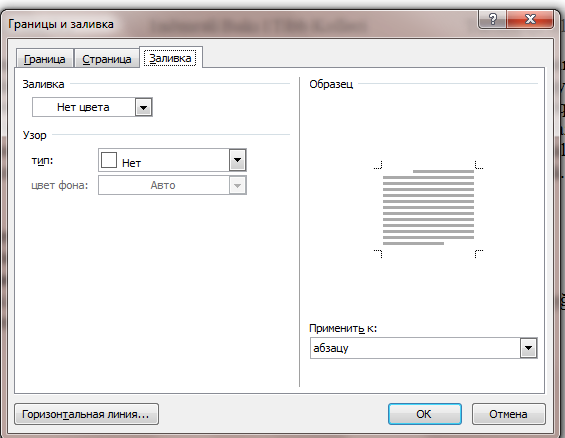 Границы и заливка
Граница Страница Заливка
Заливка
Нет цвета
Узор
тип: Нет
цвет фона: Авто
Образец
Применить к:
абзацу
Горизонтальная линия... ОК Отмена